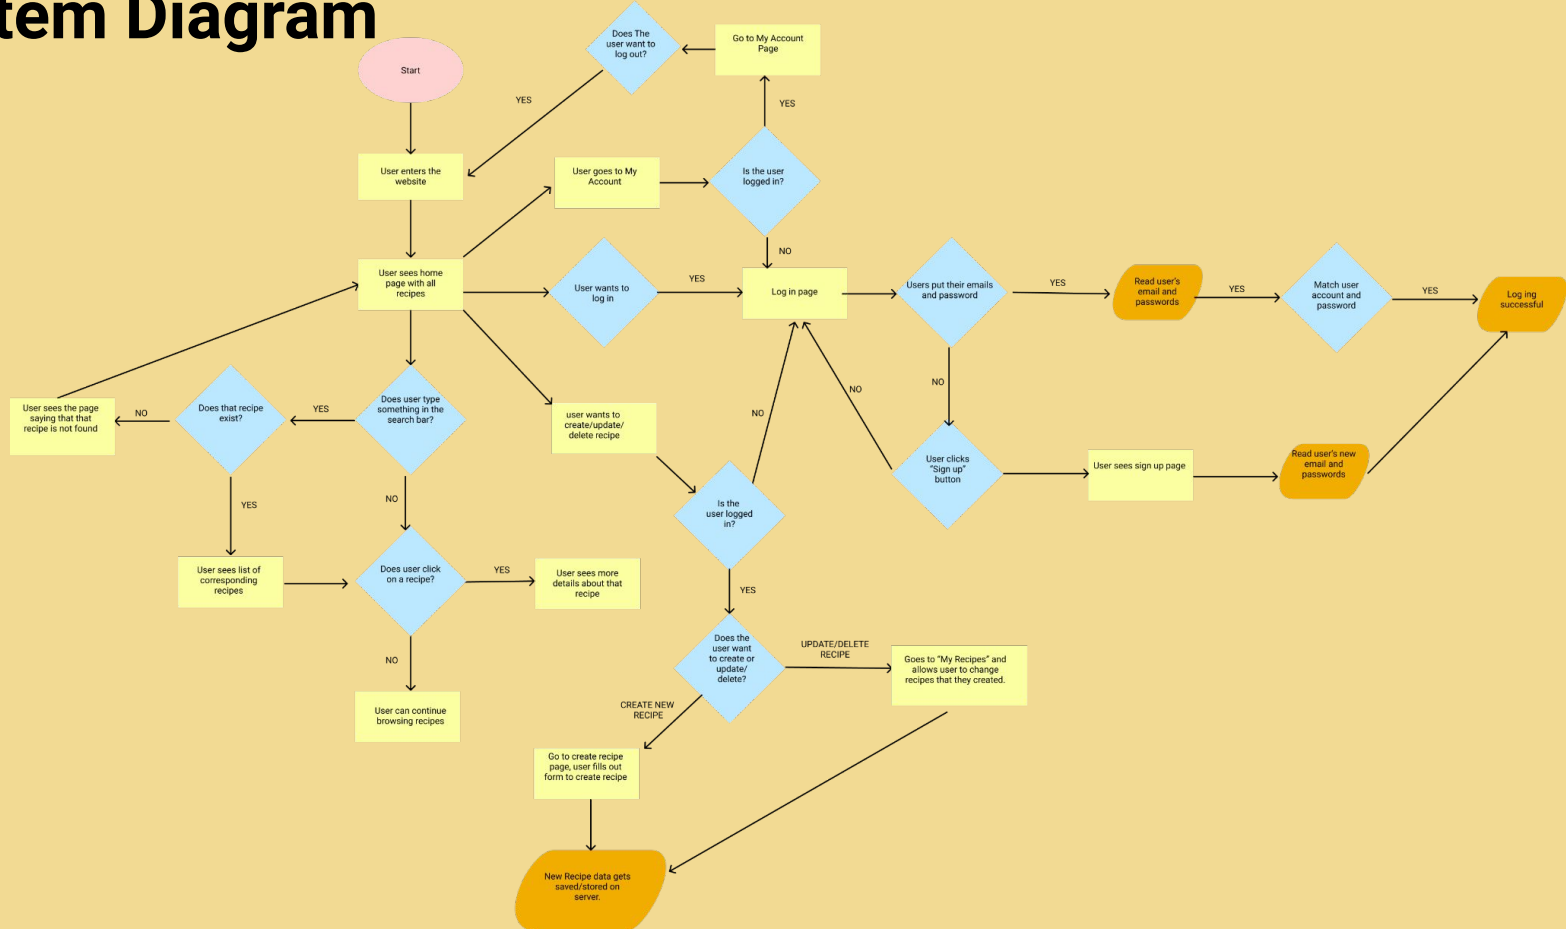 tem Diagram
Start
Does The
user want to
log out?
Go to My Account
Page
YES
YES
User enters the
website
User goes to My
Account
Is the user
logged in?
NO
User sees home
page with all
recipes
User wants to
log in
YES
Log in page
Users put their emails
and password
YES
Read user's
email and
passwords
YES
Match user
account and
password
YES
Log ing
successful
User sees the page
saying that that
recipe is not found
NO
Does that recipe
exist?
YES
Does user type
something in the
search bar?
user wants to
create/update/
delete recipe
NO
NO
NO
User clicks
"Sign up"
button
User sees sign up page
Read user's new
email and
passwords
YES
NO
Is the
user logged
in?
User sees list of
corresponding
recipes
Does user click
on a recipe?
YES
User sees more
details about that
recipe
YES
NO
Does the
user want
to create or
update/
delete?
UPDATE/DELETE
RECIPE
Goes to "My Recipes" and
allows user to change
recipes that they created.
User can continue
browsing recipes
CREATE NEW
RECIPE
Go to create recipe
page, user fills out
form to create recipe
New Recipe data gets
saved/stored on
server.